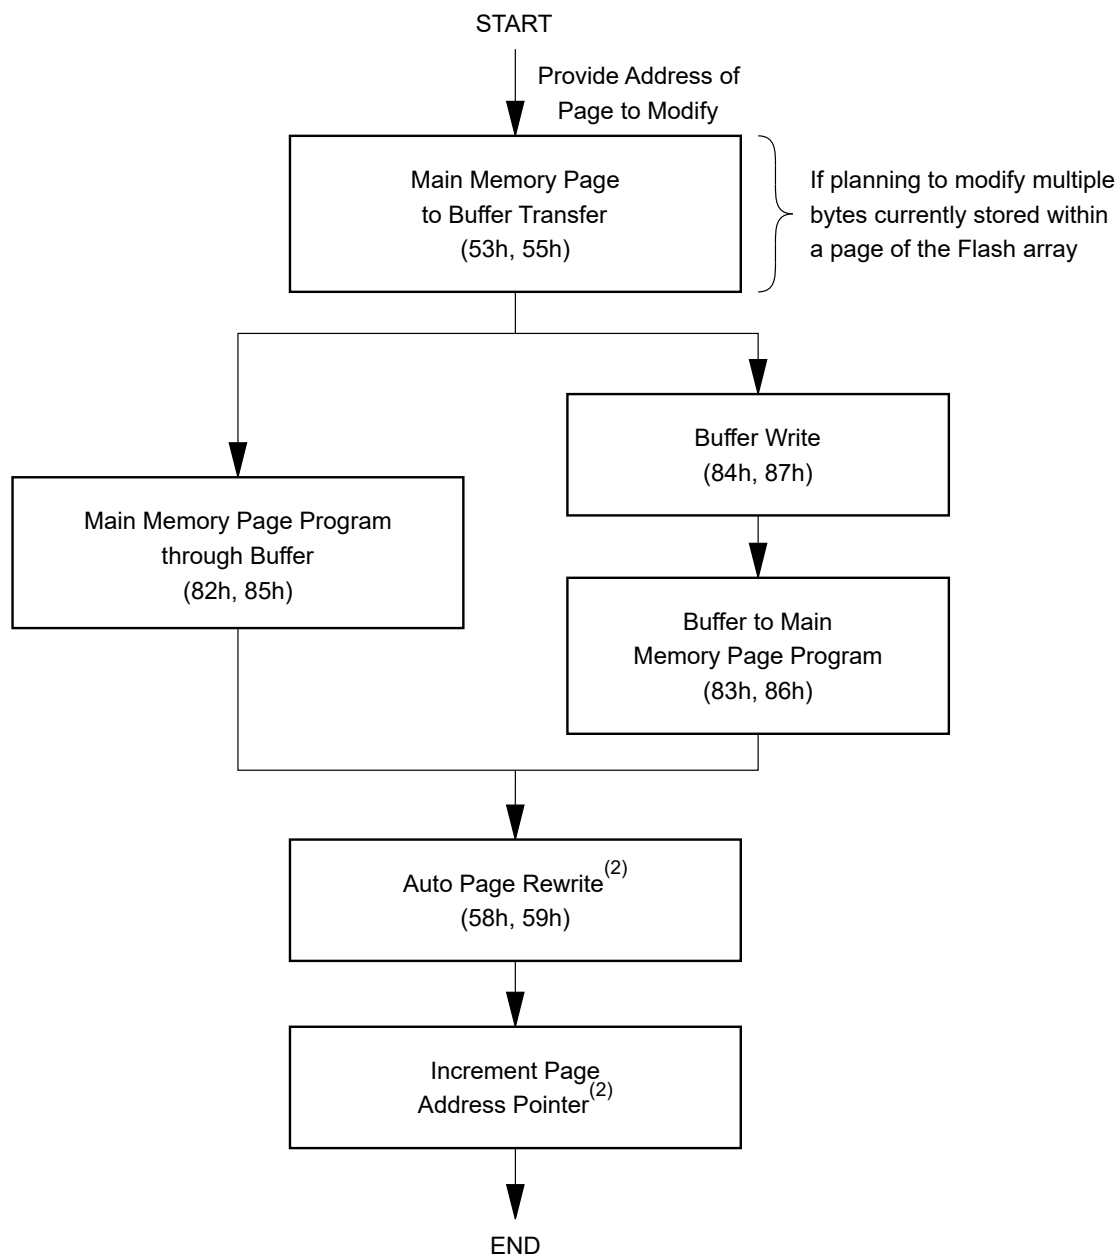 START
Provide Address of
Page to Modify
Main Memory Page
to Buffer Transfer
(53h, 55h)
If planning to modify multiple
bytes currently stored within
a page of the Flash array
Buffer Write
(84h, 87h)
Main Memory Page Program
through Buffer
(82h, 85h)
Buffer to Main
Memory Page Program
(83h, 86h)
Auto Page Rewrite(2)
(58h, 59h)
Increment Page
Address Pointer(2)
END